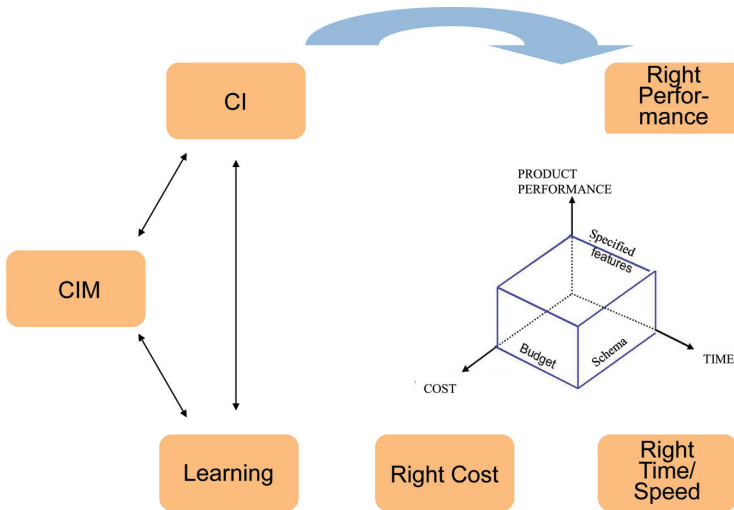 CI
Right
Perfor-
mance
PRODUCT
PERFORMANCE
Specified
features
CIM
Budget
Schema
TIME
COST
Learning
Right Cost
Right
Time/
Speed